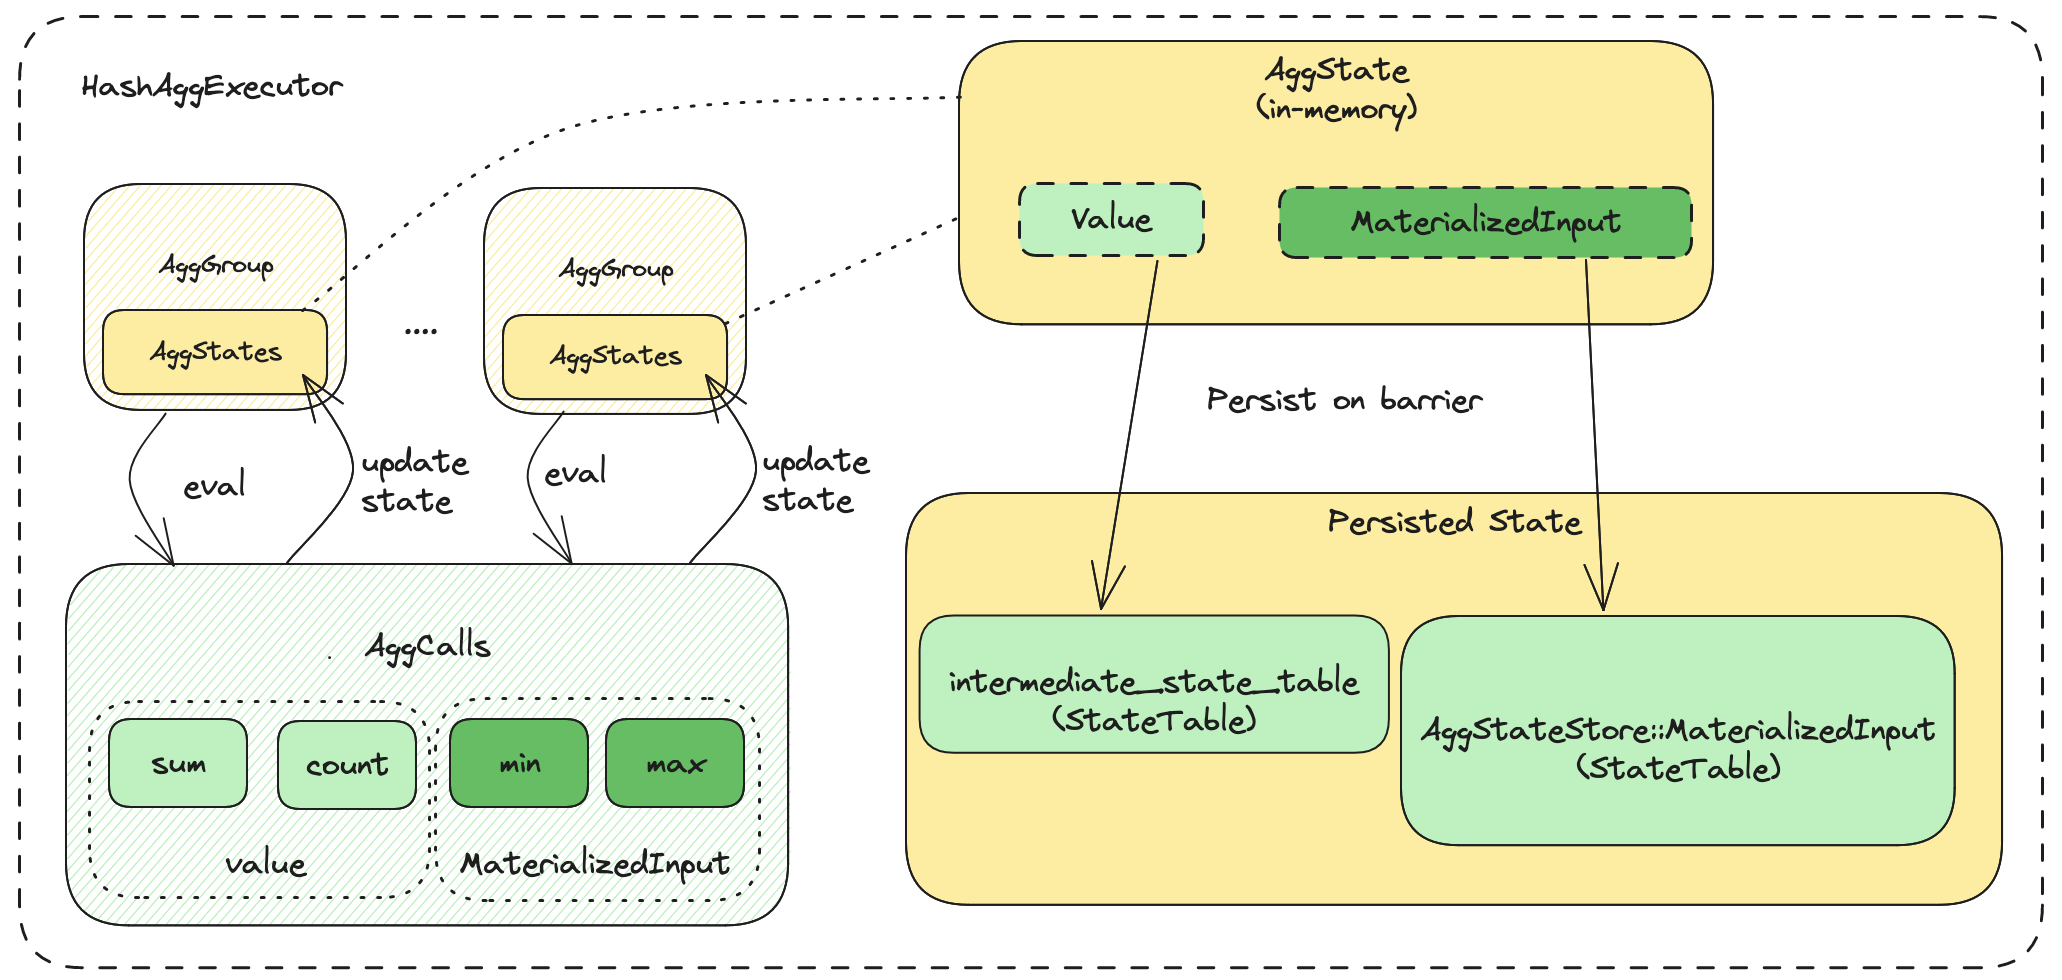 HashAggExecutor
AggState
(in-memory)
Value
MaterializedInput
AggGroup
AggStates
....
AggGroup
AggStates
eval
update
state
eval
update
state
Persist on barrier
AggCalls
sum
count
min
max
value
MaterializedInput
Persisted State
intermediate_state_table
(StateTable)
AggStateStore::MaterializedInput
(StateTable)